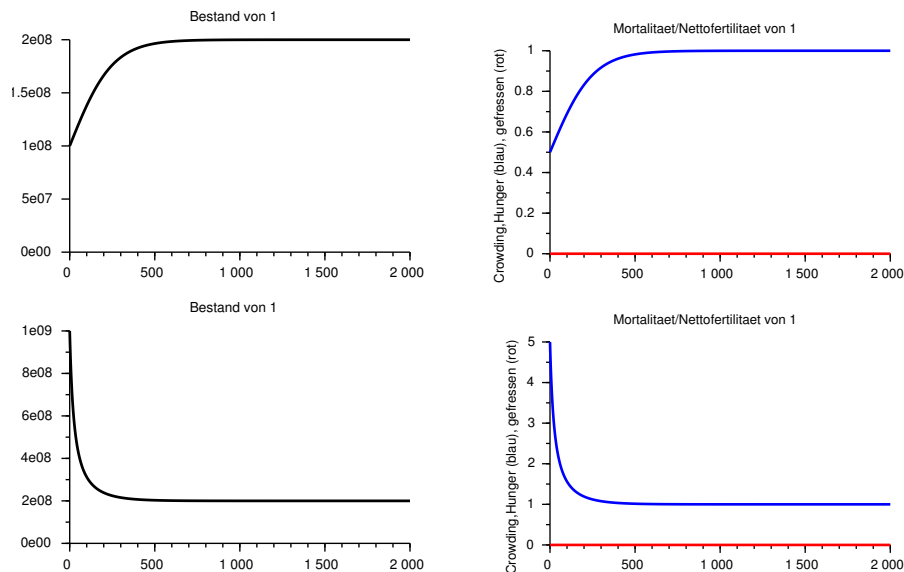 Bestand von 1
2e08
1.5e08
1e08
5e07
0e00
0 500 1 000 1 500 2 000
Mortalitaet/Nettofertilitaet von 1
Crowding,Hunger (blau), gefressen (rot)
1
0.8
0.6
0.4
0.2
0
0 500 1 000 1 500 2 000
Bestand von 1
1e09
8e08
6e08
4e08
2e08
0e00
0 500 1 000 1 500 2 000
Mortalitaet/Nettofertilitaet von 1
Crowding,Hunger (blau), gefressen (rot)
5
4
3
2
1
0
0 500 1 000 1 500 2 000